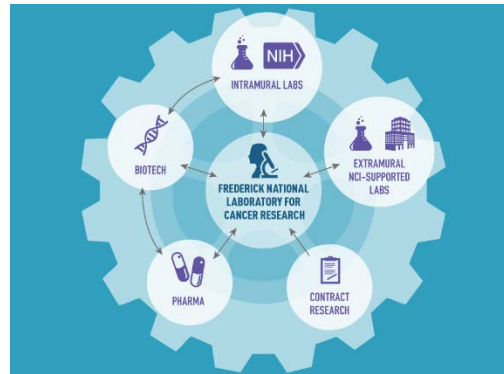 NIH
INTRAMURAL LABS
BIOTECH
EXTRAMURAL
NCI-SUPPORTED
LABS
FREDERICK NATIONAL
LABORATORY FOR
CANCER RESEARCH
PHARMA
CONTRACT
RESEARCH